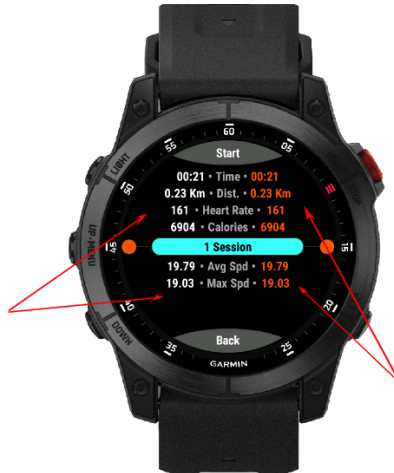 60
55
05
LIGHT
Start
STOP
50
00:21 • Time • 00:21
0.23 Km • Dist. • 0.23 Km
161 • Heart Rate • 161
UP·MENU
6904 • Calories • 6904
45
1 Session
15
19.79 • Avg Spd • 19.79
19.03 • Max Spd • 19.03
40
20
DOWN
Back
35
25
GARMIN